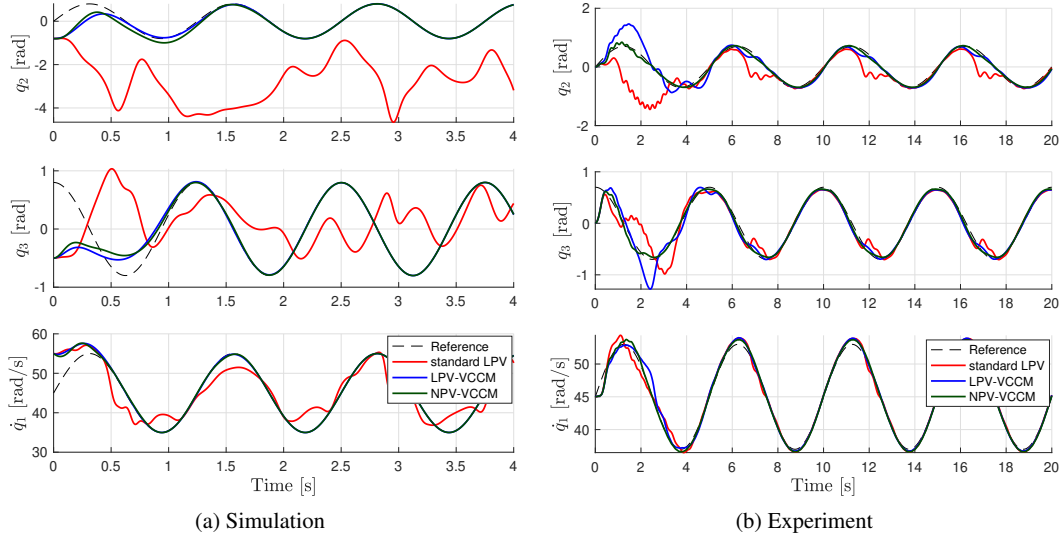 0
-2
-4
q₂ [rad]
0 0.5 1 1.5 2 2.5 3 3.5 4
1
0
-1
q₃ [rad]
0 0.5 1 1.5 2 2.5 3 3.5 4
60
50
40
30
q̇₁ [rad/s]
Reference
standard LPV
LPV-VCCM
NPV-VCCM
0 0.5 1 1.5 2 2.5 3 3.5 4
Time [s]
(a) Simulation
2
0
-2
q₂ [rad]
0 2 4 6 8 10 12 14 16 18 20
1
0
-1
q₃ [rad]
0 2 4 6 8 10 12 14 16 18 20
50
45
40
q̇₁ [rad/s]
Reference
standard LPV
LPV-VCCM
NPV-VCCM
0 2 4 6 8 10 12 14 16 18 20
Time [s]
(b) Experiment